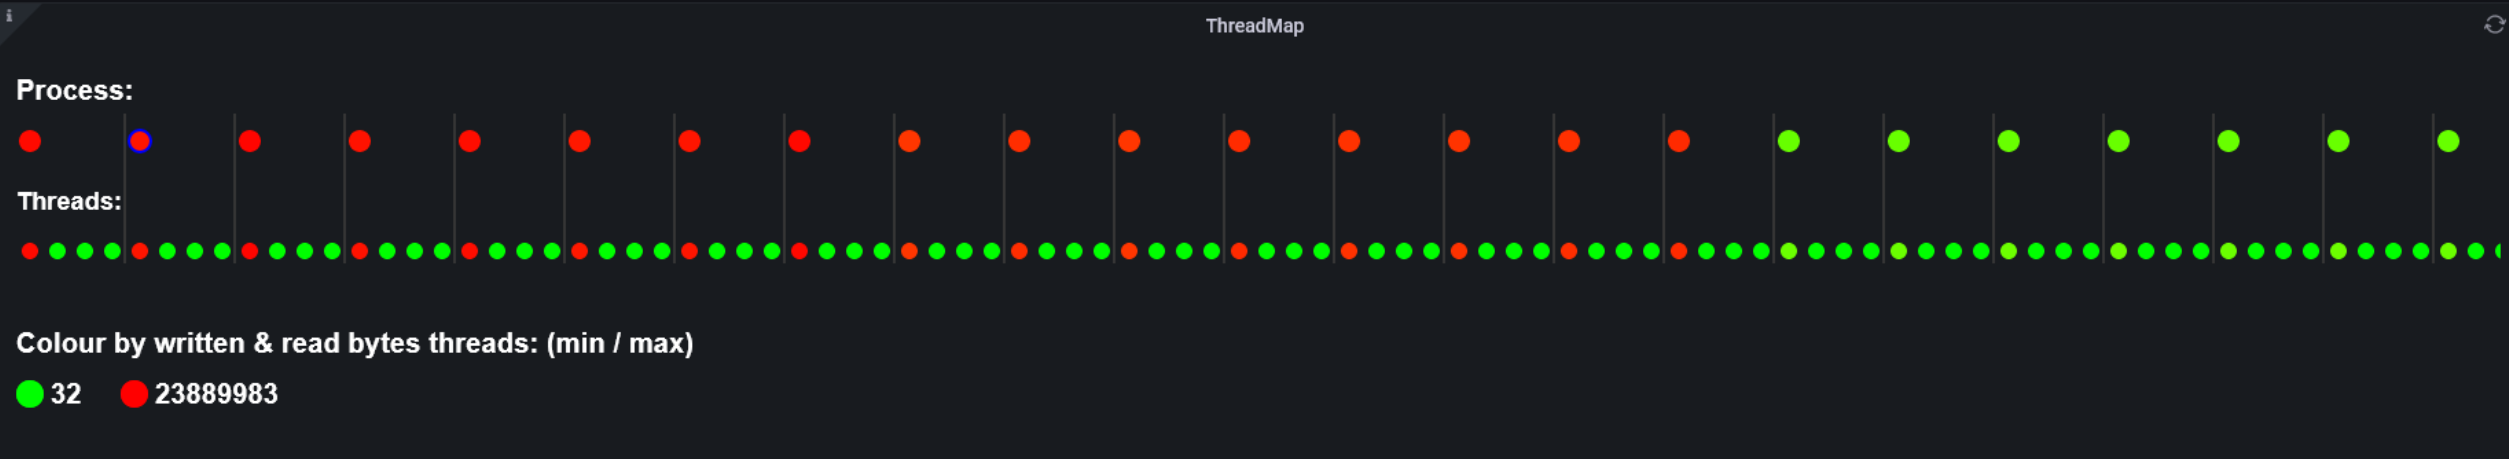 i
ThreadMap
Process:
Threads:
Colour by written & read bytes threads: (min / max)
32 23889983